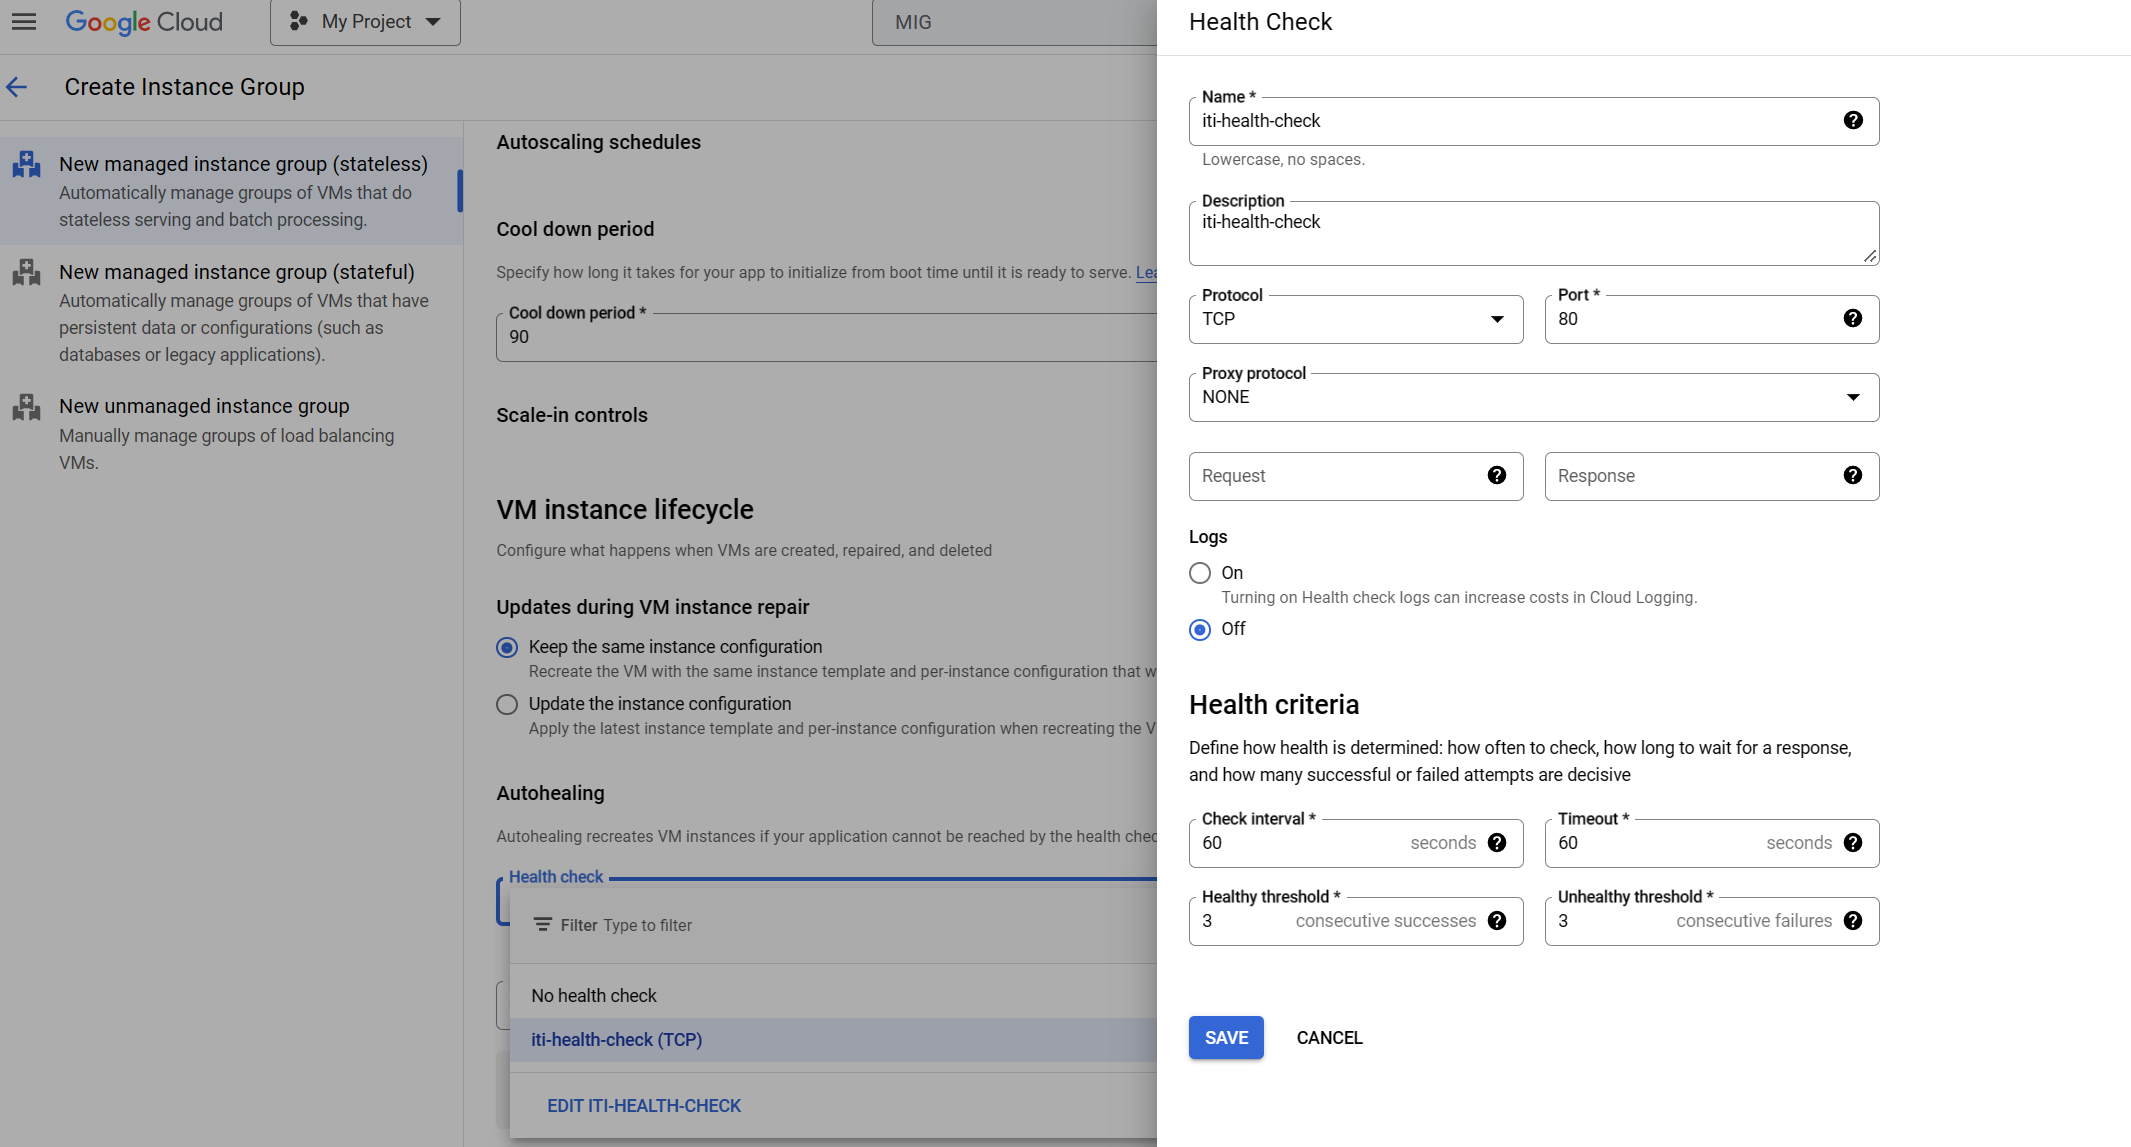 Google Cloud
My Project
MIG
Create Instance Group
New managed instance group (stateless)
Automatically manage groups of VMs that do
stateless serving and batch processing.
New managed instance group (stateful)
Automatically manage groups of VMs that have
persistent data or configurations (such as
databases or legacy applications).
New unmanaged instance group
Manually manage groups of load balancing
VMs.
Autoscaling schedules
Cool down period
Specify how long it takes for your app to initialize from boot time until it is ready to serve. Lea
Cool down period *
90
Scale-in controls
VM instance lifecycle
Configure what happens when VMs are created, repaired, and deleted
Updates during VM instance repair
Keep the same instance configuration
Recreate the VM with the same instance template and per-instance configuration that w
Update the instance configuration
Apply the latest instance template and per-instance configuration when recreating the V
Autohealing
Autohealing recreates VM instances if your application cannot be reached by the health chec
Health check
Filter Type to filter
No health check
iti-health-check (TCP)
EDIT ITI-HEALTH-CHECK
Health Check
Name *
iti-health-check
Lowercase, no spaces.
Description
iti-health-check
Protocol
TCP
Port *
80
Proxy protocol
NONE
Request
Response
Logs
On
Turning on Health check logs can increase costs in Cloud Logging.
Off
Health criteria
Define how health is determined: how often to check, how long to wait for a response,
and how many successful or failed attempts are decisive
Check interval *
60 seconds
Timeout *
60 seconds
Healthy threshold *
3 consecutive successes
Unhealthy threshold *
3 consecutive failures
SAVE CANCEL